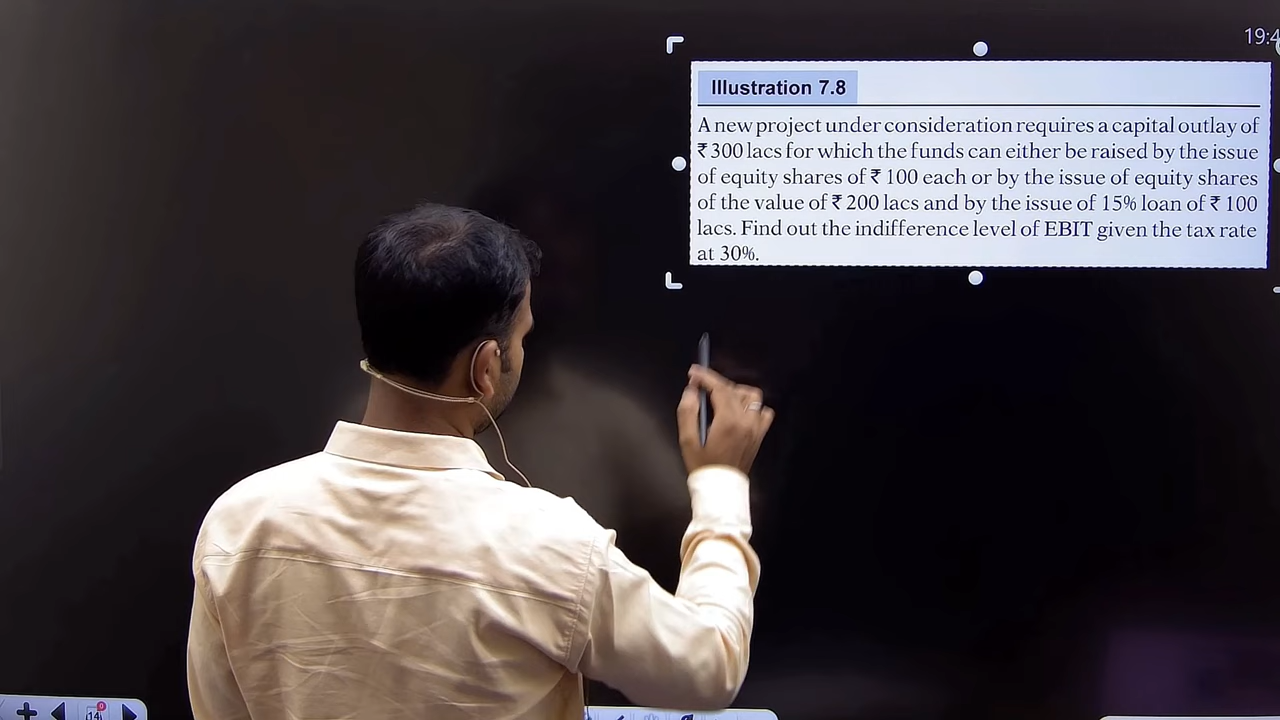 19:4
Illustration 7.8
A new project under consideration requires a capital outlay of
₹ 300 lacs for which the funds can either be raised by the issue
of equity shares of ₹ 100 each or by the issue of equity shares
of the value of ₹ 200 lacs and by the issue of 15% loan of ₹ 100
lacs. Find out the indifference level of EBIT given the tax rate
at 30%.
14